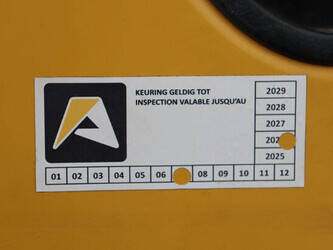 KEURING GELDIG TOT
INSPECTION VALABLE JUSQU'AU
2029
2028
2027
2025
01 02 03 04 05 06 08 09 10 11 12